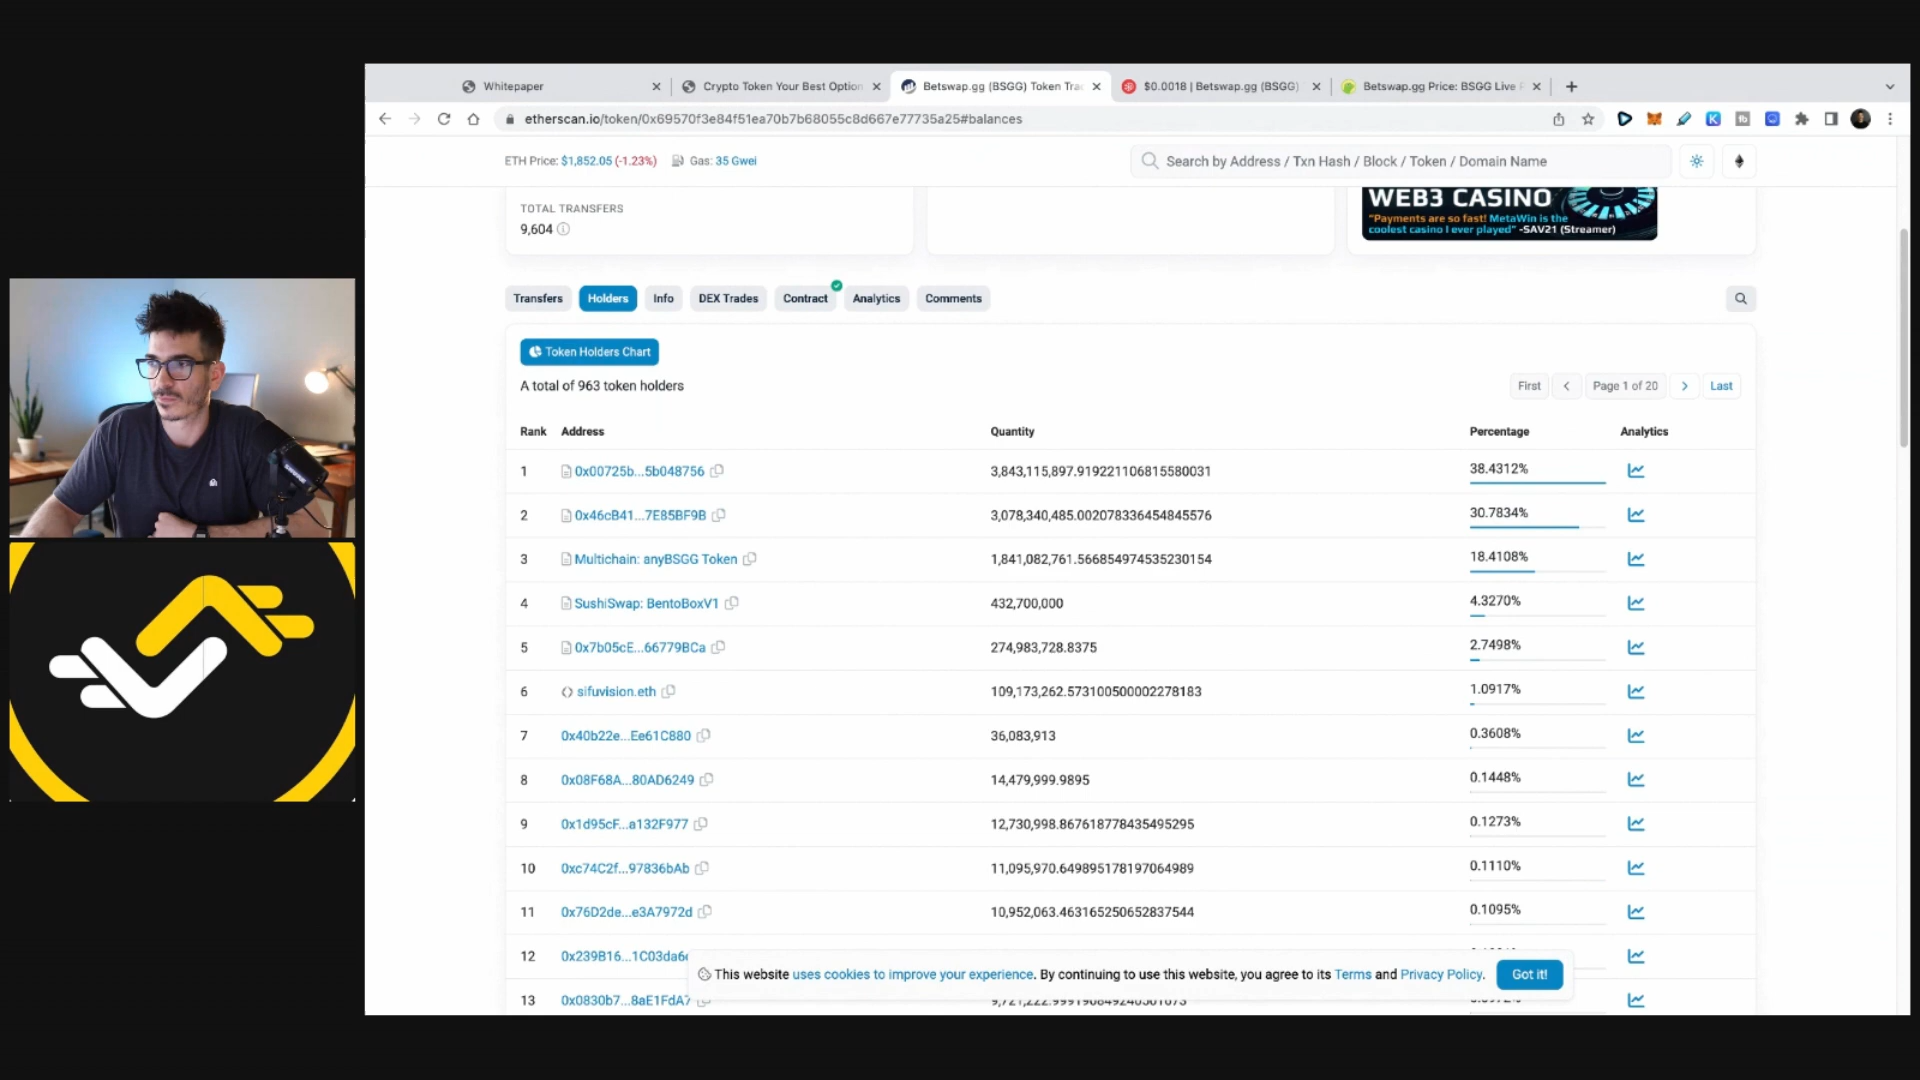 Whitepaper
Crypto Token Your Best Option
Betswap.gg (BSGG) Token Tra
$0.0018 | Betswap.gg (BSGG)
Betswap.gg Price: BSGG Live
etherscan.io/token/0x69570f3e84f51ea70b7b68055c8d667e77735a25#balances
ETH Price: $1,852.05 (-1.23%) Gas: 35 Gwei
Search by Address / Txn Hash / Block / Token / Domain Name
TOTAL TRANSFERS
9,604
WEB3 CASINO
"Payments are so fast! MetaWin is the
coolest casino I ever played" -SAV21 (Streamer)
Transfers Holders Info DEX Trades Contract Analytics Comments
Token Holders Chart
A total of 963 token holders
First Page 1 of 20 Last
Rank Address Quantity Percentage Analytics
1 0x00725b...5b048756 3,843,115,897.919221106815580031 38.4312%
2 0x46cB41...7E85BF9B 3,078,340,485.002078336454845576 30.7834%
3 Multichain: anyBSGG Token 1,841,082,761.566854974535230154 18.4108%
4 SushiSwap: BentoBoxV1 432,700,000 4.3270%
5 0x7b05cE...66779BCa 274,983,728.8375 2.7498%
6 sifuvision.eth 109,173,262.573100500002278183 1.0917%
7 0x40b22e...Ee61C880 36,083,913 0.3608%
8 0x08F68A...80AD6249 14,479,999.9895 0.1448%
9 0x1d95cF...a132F977 12,730,998.867618778435495295 0.1273%
10 0xc74C2f...97836bAb 11,095,970.649895178197064989 0.1110%
11 0x76D2de...e3A7972d 10,952,063.463165250652837544 0.1095%
12 0x239B16...1C03da6
This website uses cookies to improve your experience. By continuing to use this website, you agree to its Terms and Privacy Policy. Got it!
13 0x0830b7...8aE1FdA7